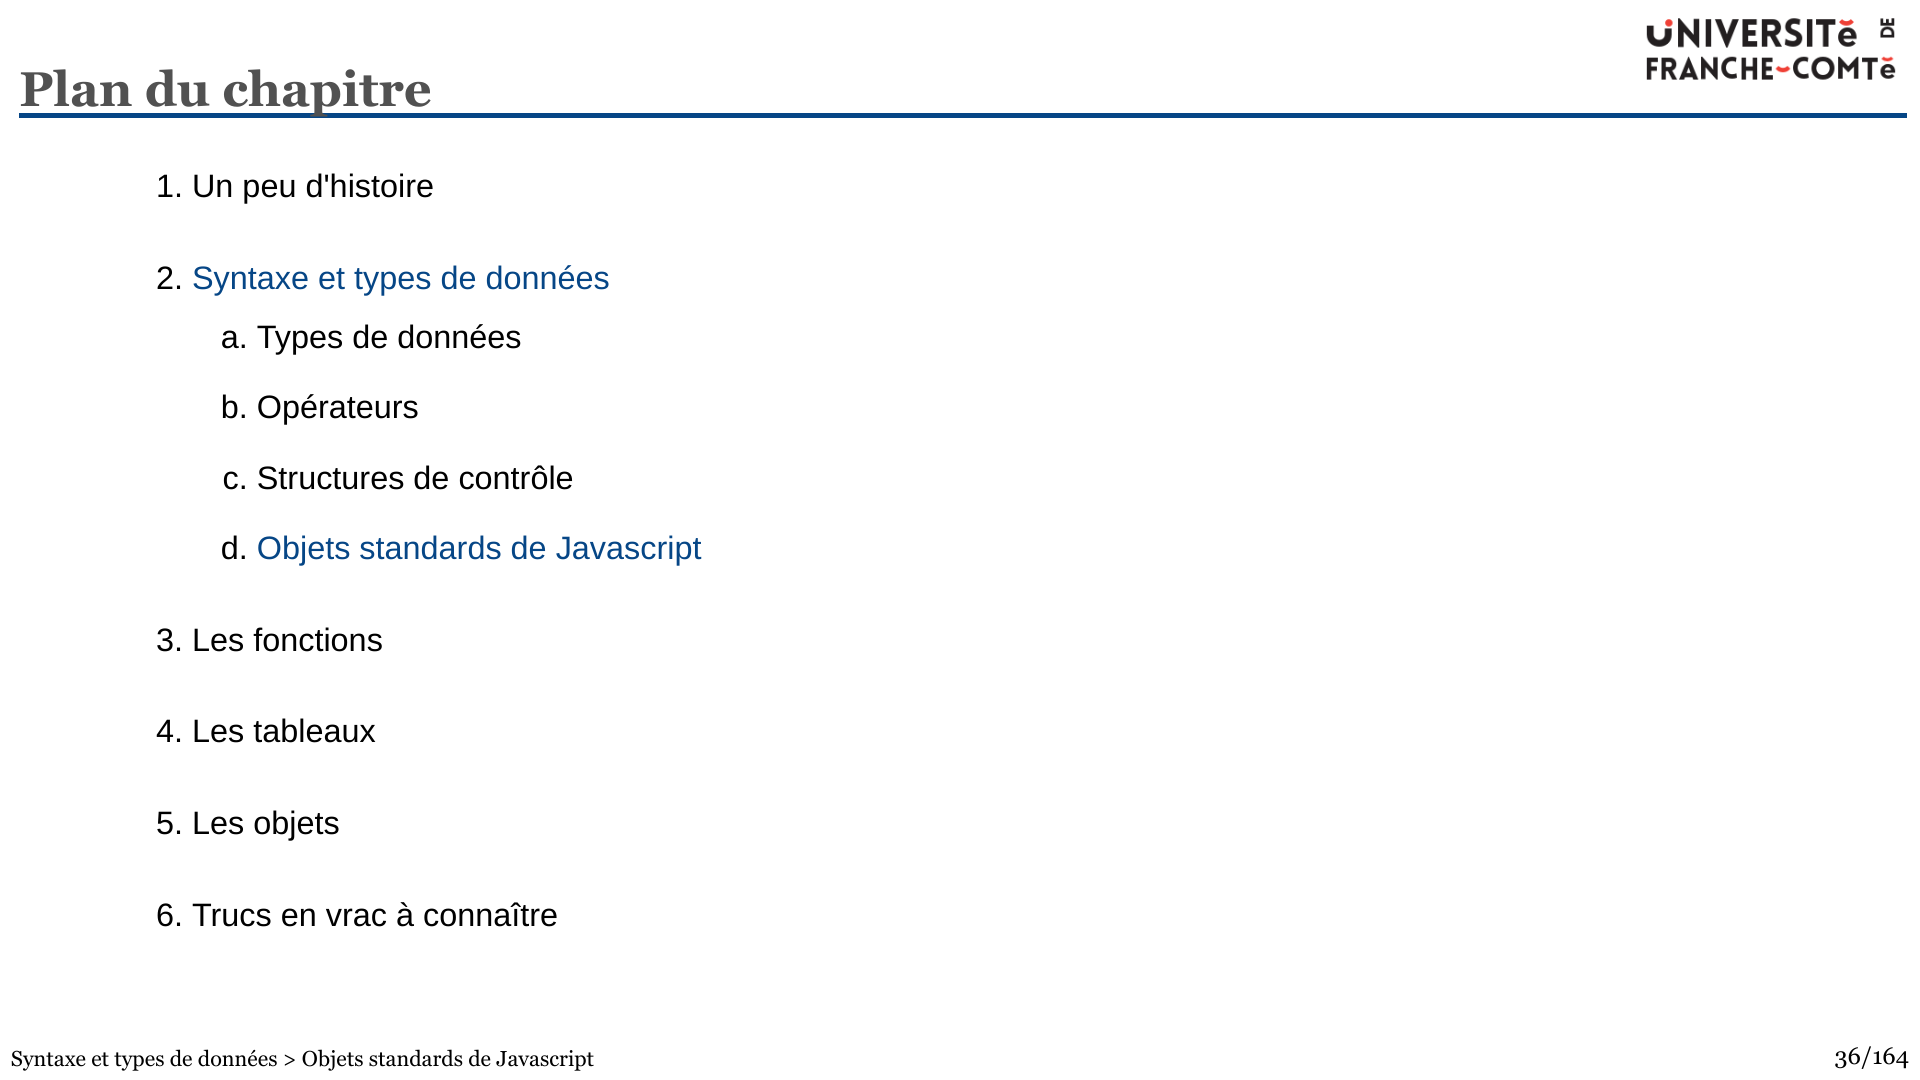 UNIVERSITÉ DE
FRANCHE-COMTÉ
Plan du chapitre
1. Un peu d'histoire
2. Syntaxe et types de données
a. Types de données
b. Opérateurs
c. Structures de contrôle
d. Objets standards de Javascript
3. Les fonctions
4. Les tableaux
5. Les objets
6. Trucs en vrac à connaître
Syntaxe et types de données > Objets standards de Javascript
36/164